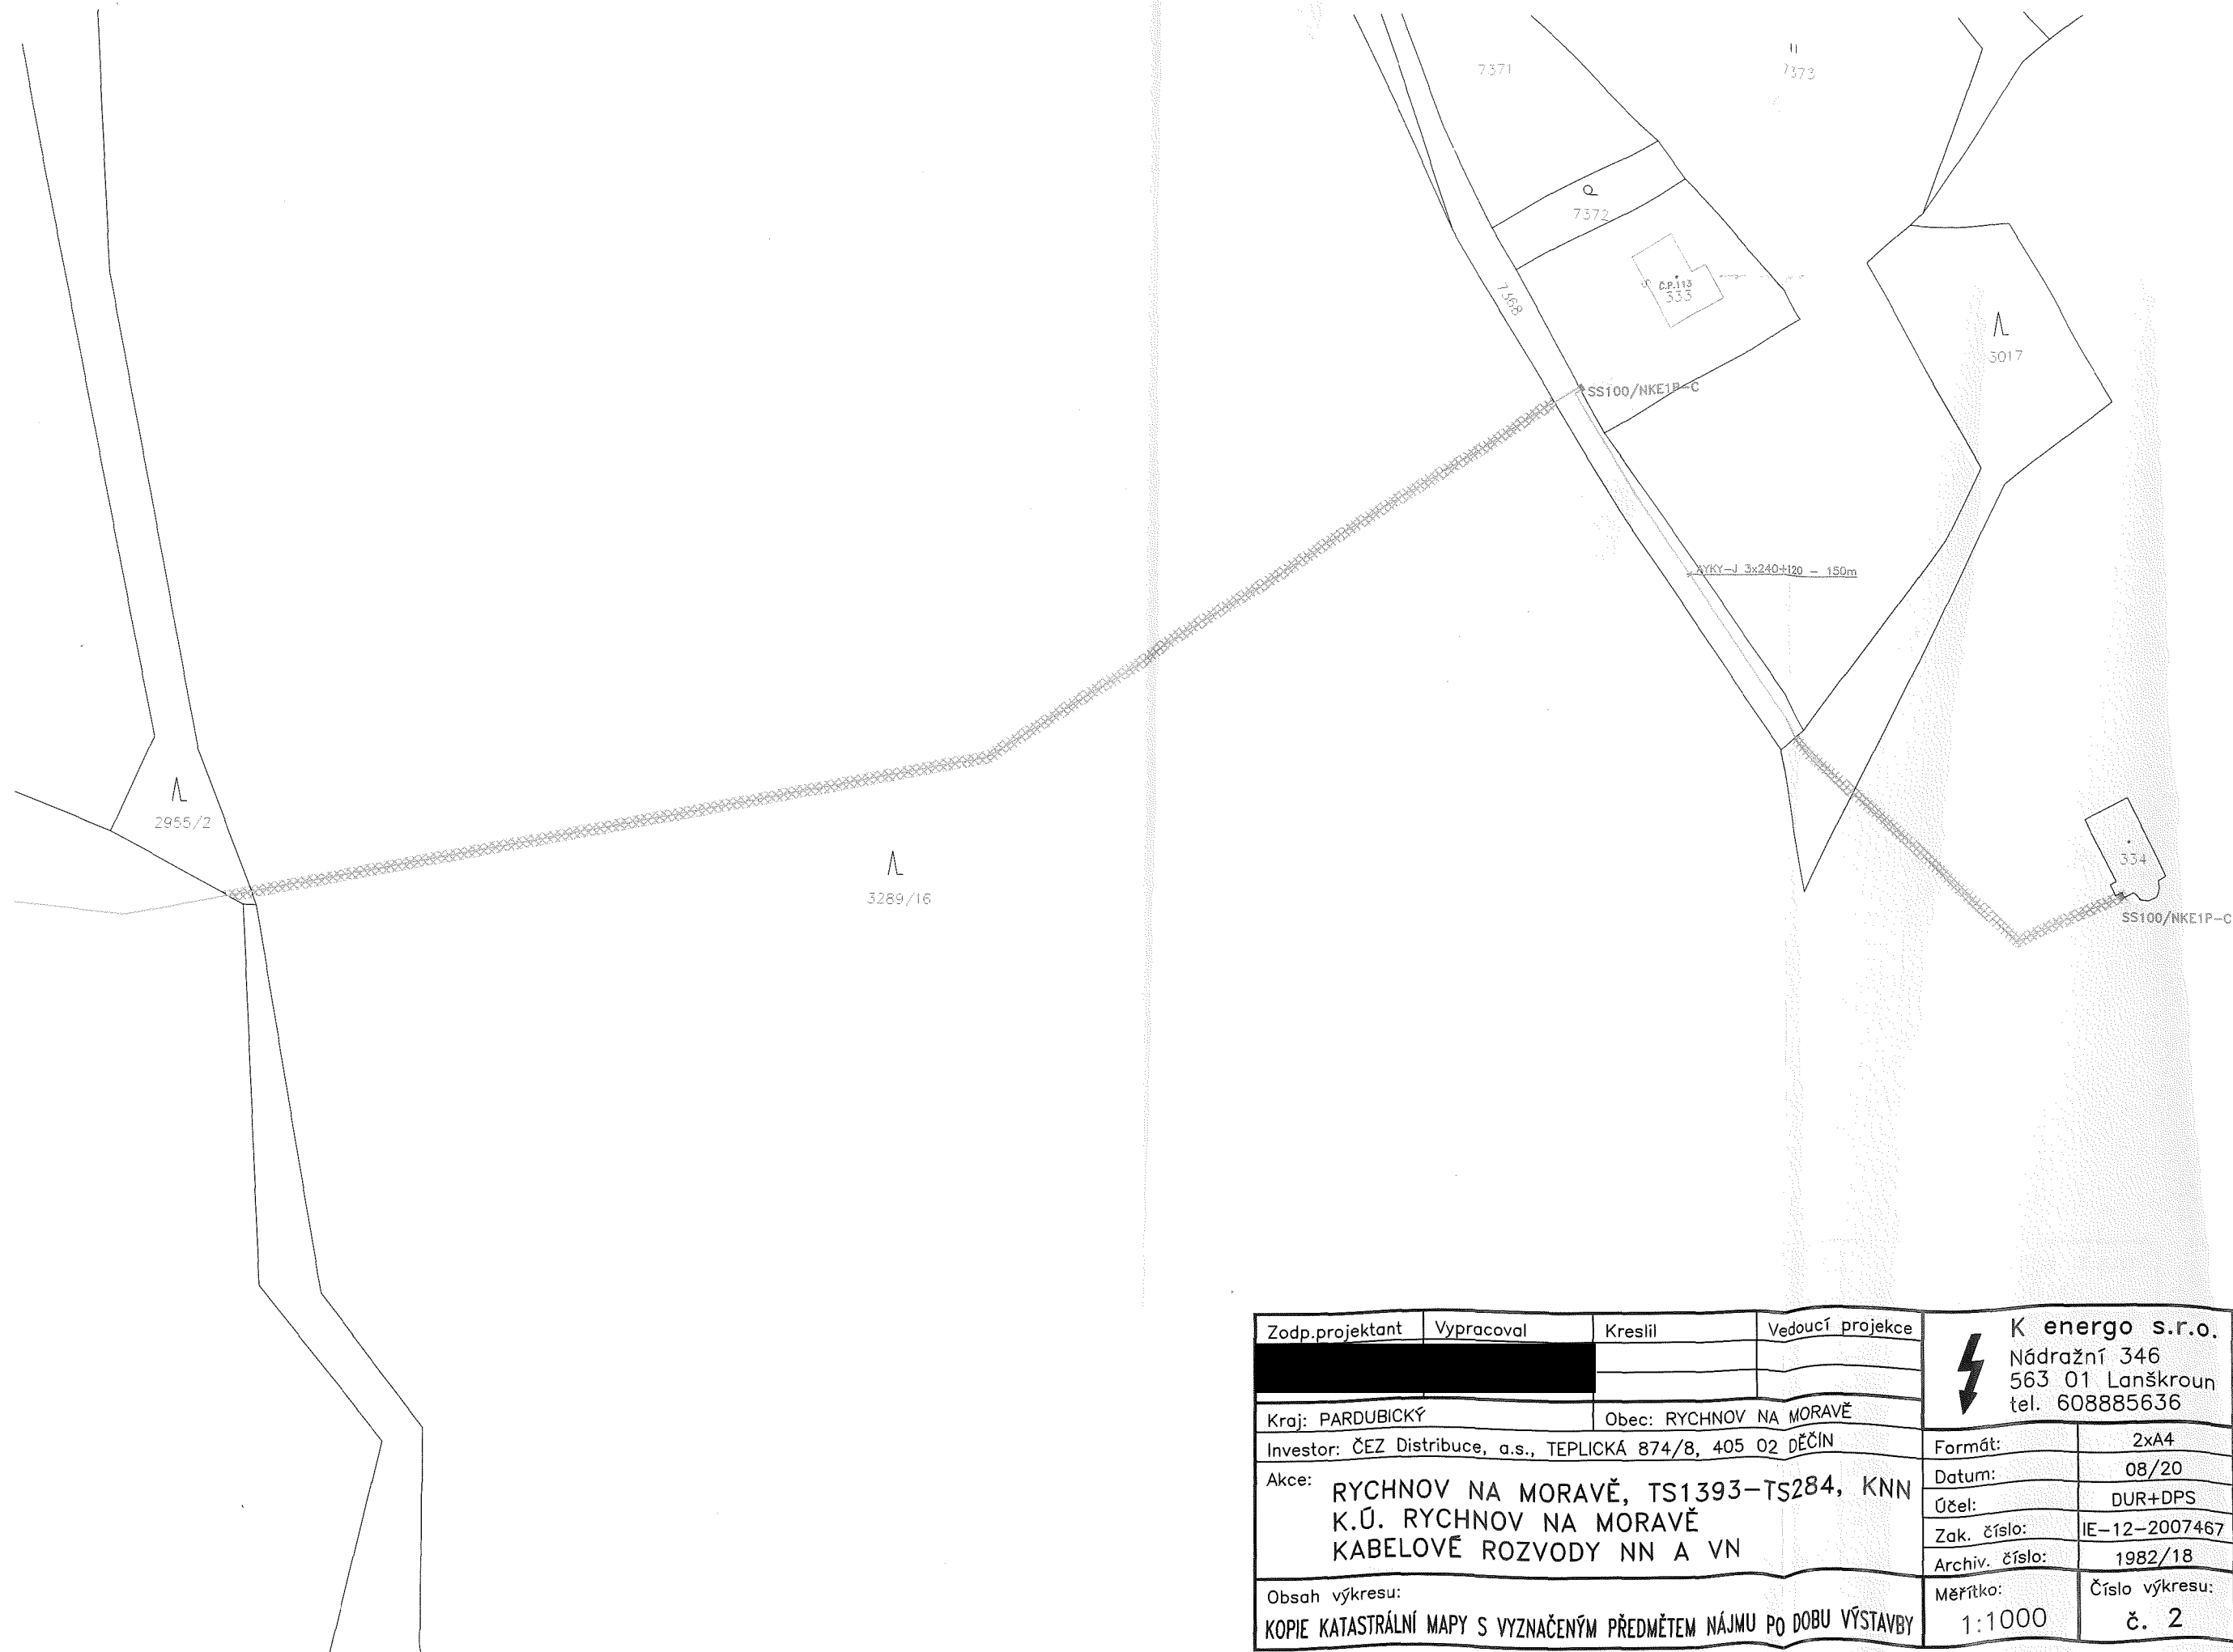 7371
7373
7372
Č.P.113
333
7368
3017
SS100/NKE1P-C
AYKY-J 3x240+120 - 150m
2955/2
3289/16
334
SS100/NKE1P-C
Zodp.projektant Vypracoval Kreslil Vedoucí projekce
K energo s.r.o.
Nádražní 346
563 01 Lanškroun
tel. 608885636
Kraj: PARDUBICKÝ Obec: RYCHNOV NA MORAVĚ
Investor: ČEZ Distribuce, a.s., TEPLICKÁ 874/8, 405 02 DĚČÍN
Akce: RYCHNOV NA MORAVĚ, TS1393-TS284, KNN
K.Ú. RYCHNOV NA MORAVĚ
KABELOVÉ ROZVODY NN A VN
Formát: 2xA4
Datum: 08/20
Účel: DUR+DPS
Zak. číslo: IE-12-2007467
Archiv. číslo: 1982/18
Obsah výkresu:
KOPIE KATASTRÁLNÍ MAPY S VYZNAČENÝM PŘEDMĚTEM NÁJMU PO DOBU VÝSTAVBY
Měřítko: 1:1000
Číslo výkresu: č. 2